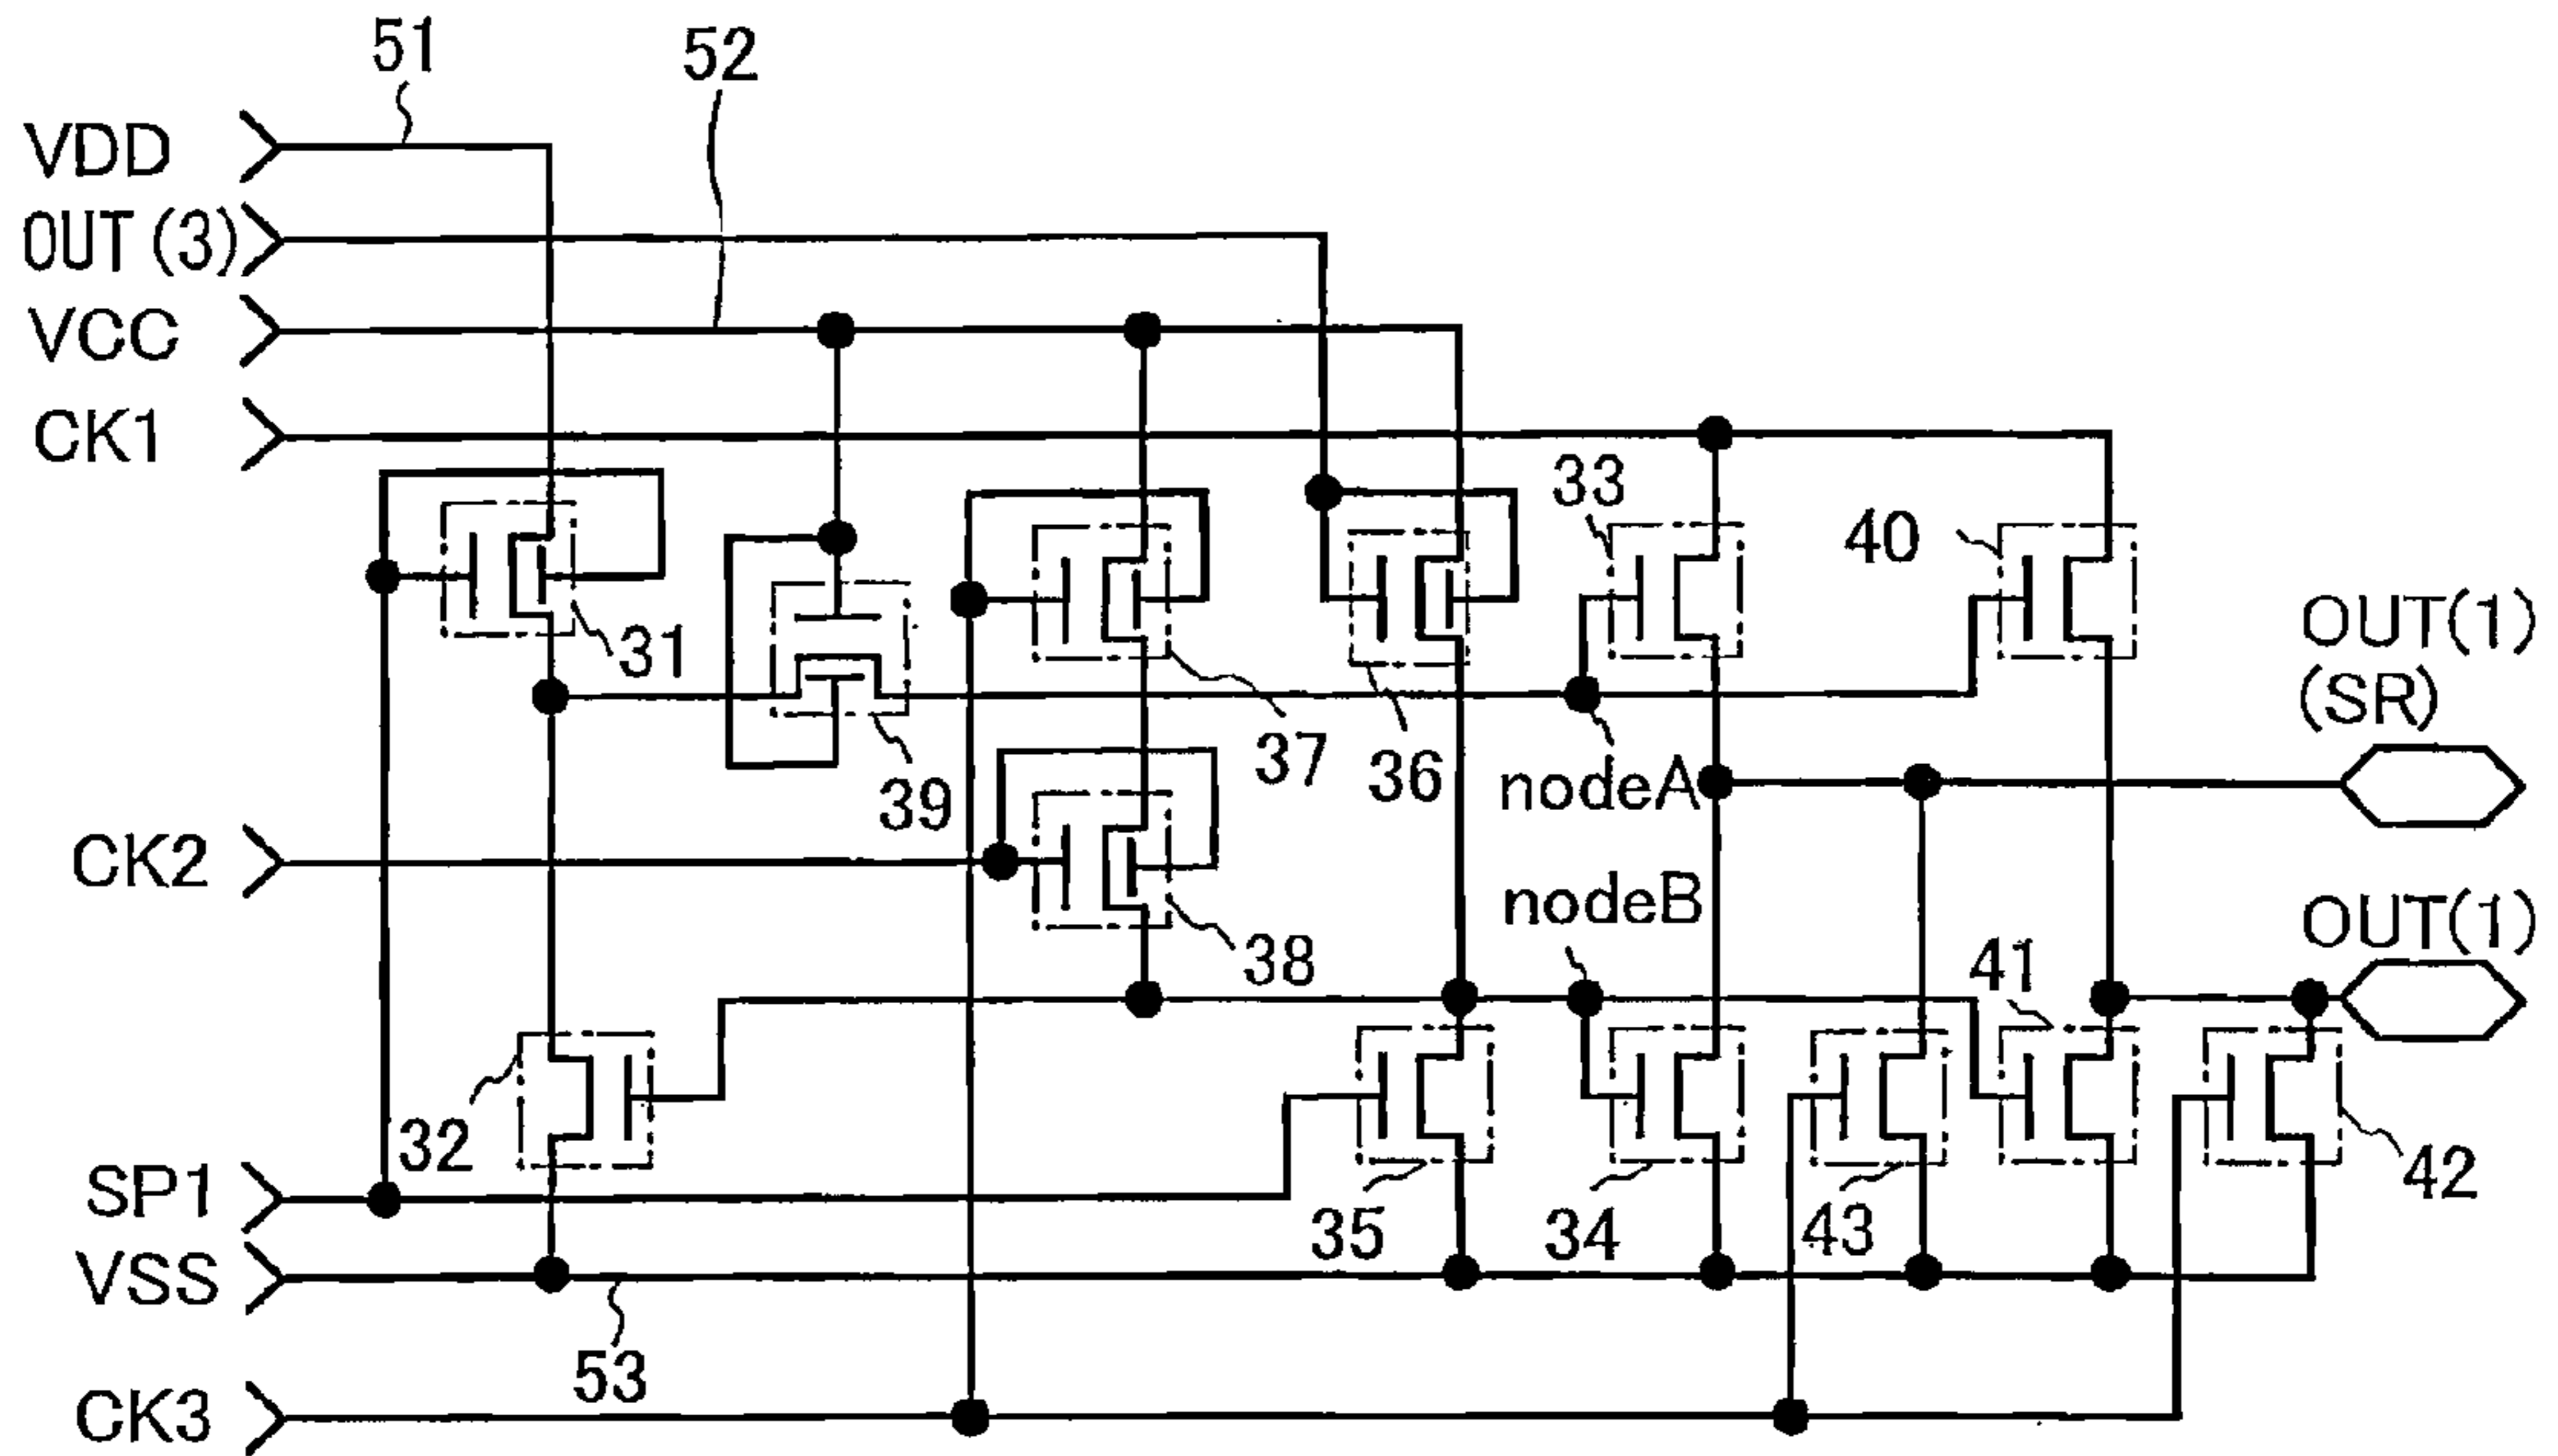 51
52
VDD
OUT(3)
VCC
CK1
33
40
31
OUT(1)
(SR)
37
36
nodeA
39
CK2
nodeB
38
41
OUT(1)
32
SP1
42
35
34
43
VSS
53
CK3